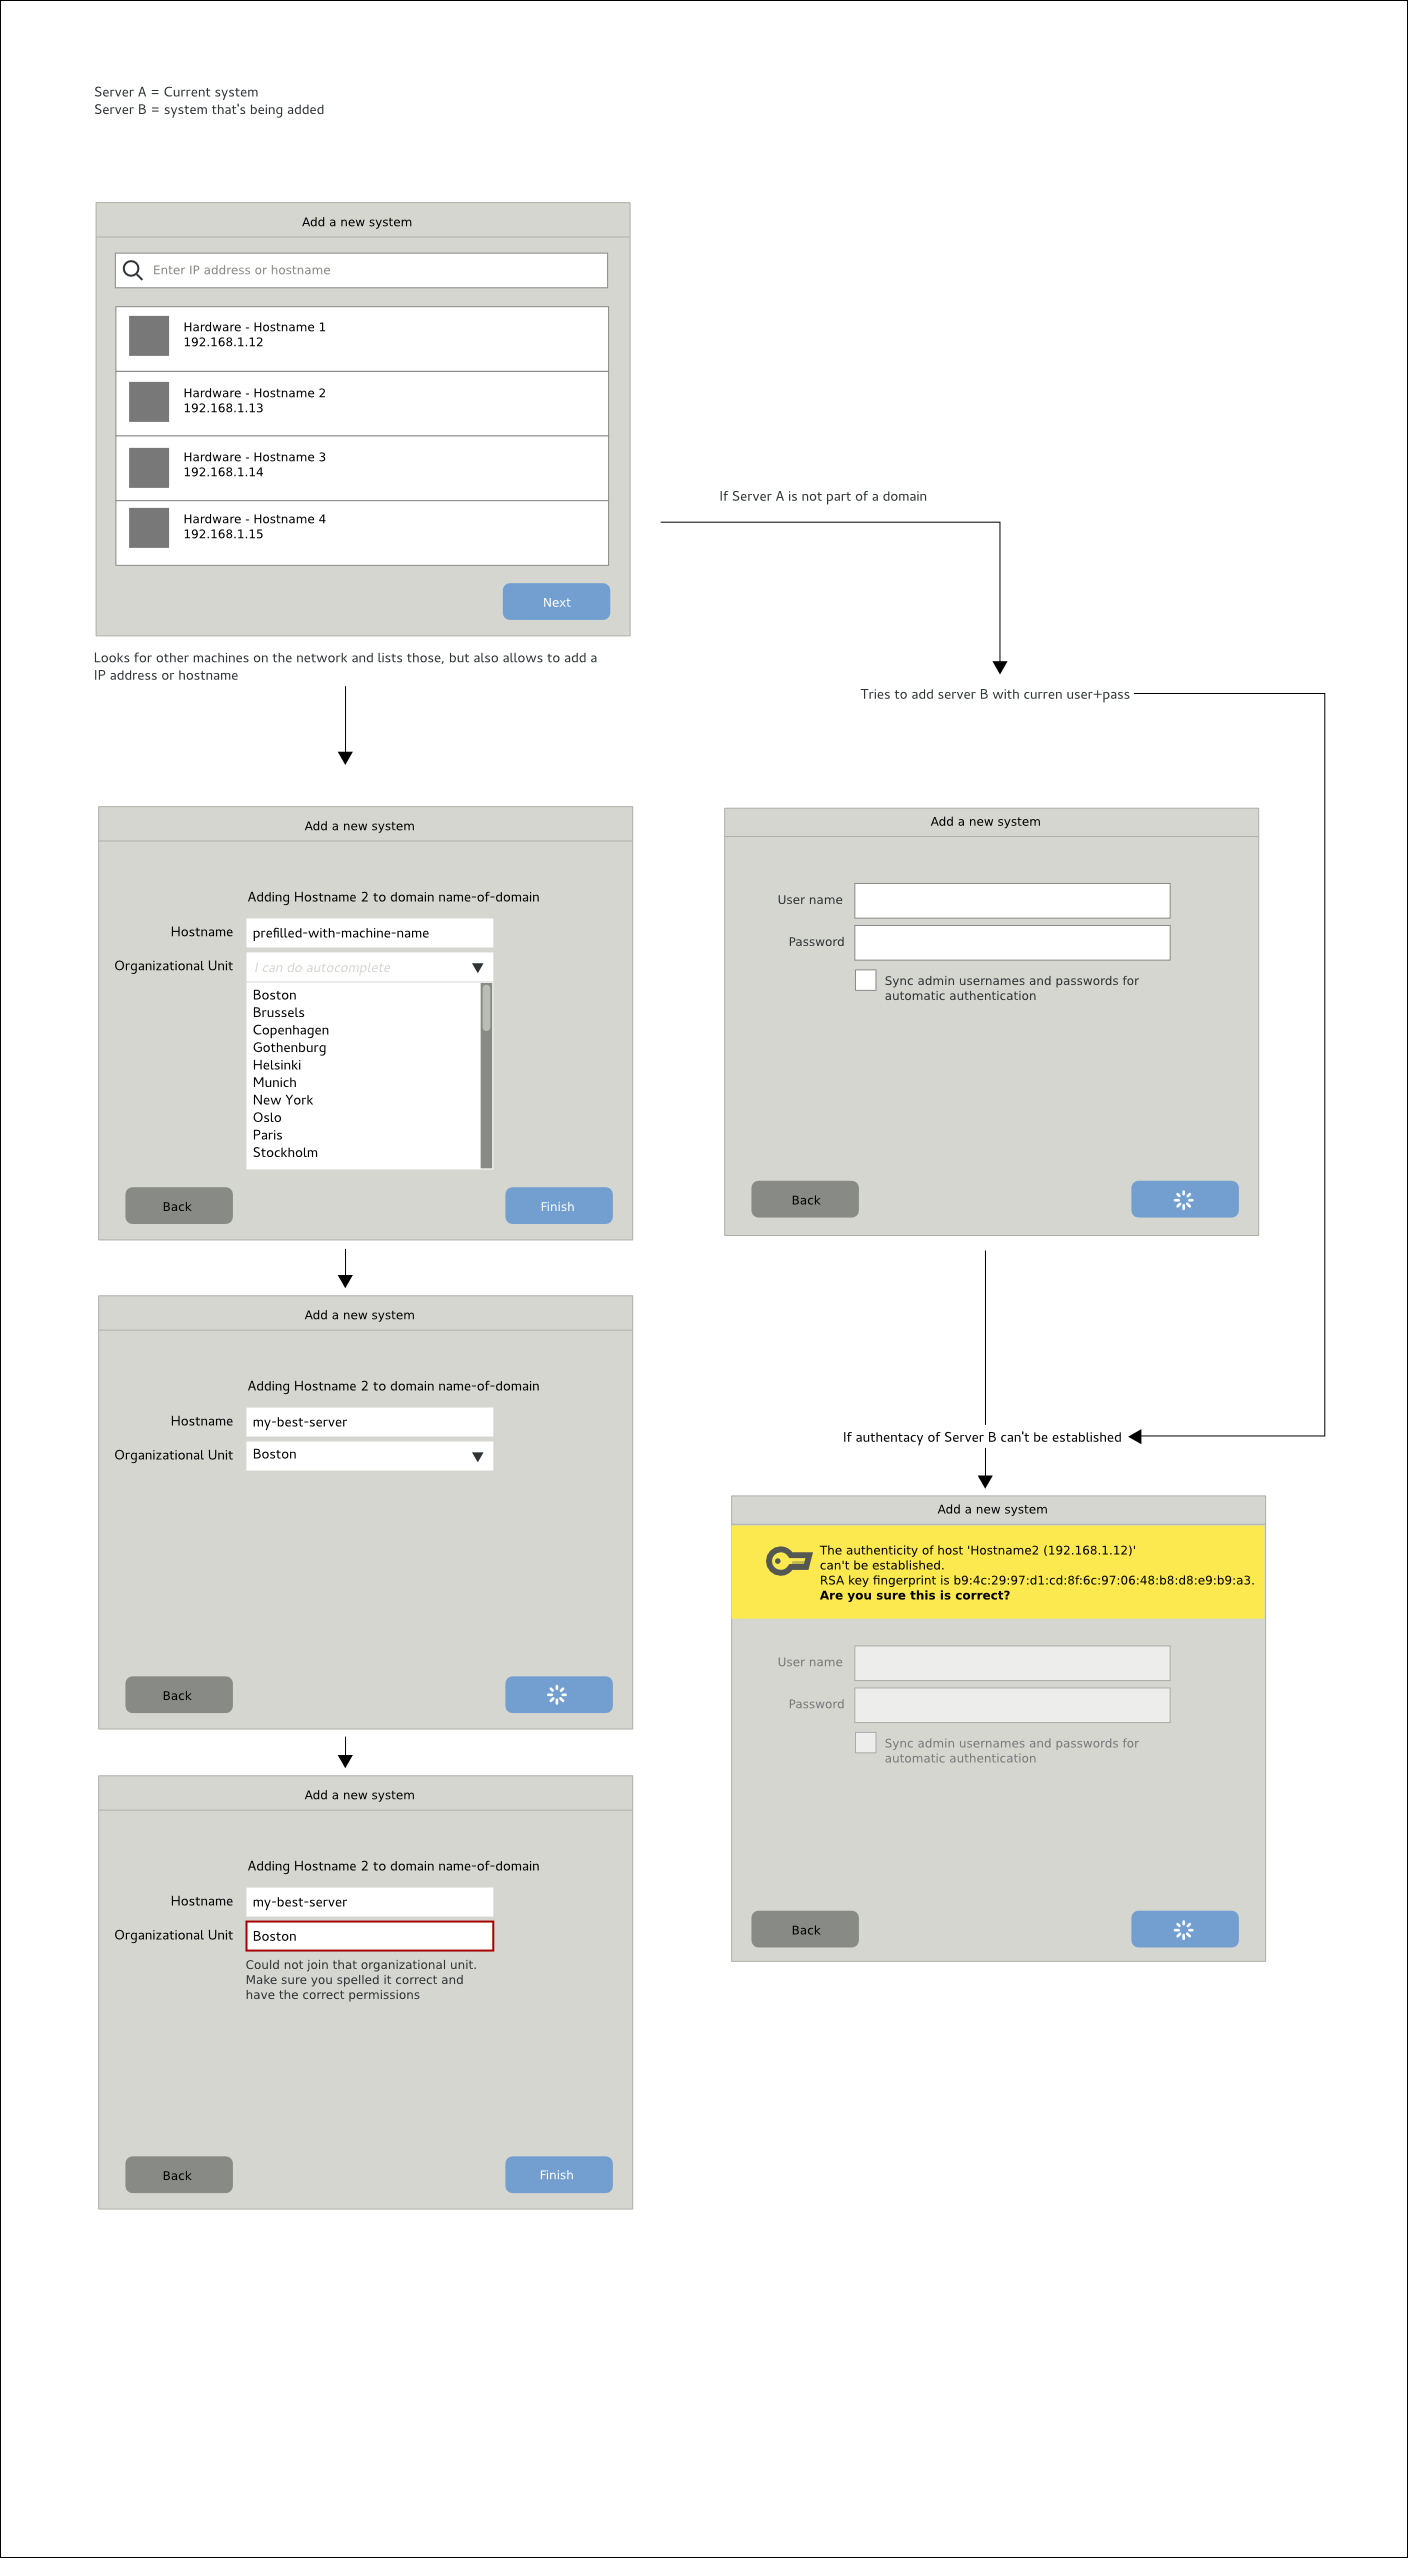 Server A = Current system
Server B = system that's being added
Add a new system
Enter IP address or hostname
Hardware - Hostname 1
192.168.1.12
Hardware - Hostname 2
192.168.1.13
Hardware - Hostname 3
192.168.1.14
Hardware - Hostname 4
192.168.1.15
Next
Looks for other machines on the network and lists those, but also allows to add a
IP address or hostname
If Server A is not part of a domain
Tries to add server B with curren user+pass
Add a new system
Adding Hostname 2 to domain name-of-domain
Hostname
prefilled-with-machine-name
Organizational Unit
I can do autocomplete
Boston
Brussels
Copenhagen
Gothenburg
Helsinki
Munich
New York
Oslo
Paris
Stockholm
Back
Finish
Add a new system
User name
Password
Sync admin usernames and passwords for
automatic authentication
Back
Add a new system
Adding Hostname 2 to domain name-of-domain
Hostname
my-best-server
Organizational Unit
Boston
Back
If authentacy of Server B can't be established
Add a new system
The authenticity of host 'Hostname2 (192.168.1.12)'
can't be established.
RSA key fingerprint is b9:4c:29:97:d1:cd:8f:6c:97:06:48:b8:d8:e9:b9:a3.
Are you sure this is correct?
User name
Password
Sync admin usernames and passwords for
automatic authentication
Back
Add a new system
Adding Hostname 2 to domain name-of-domain
Hostname
my-best-server
Organizational Unit
Boston
Could not join that organizational unit.
Make sure you spelled it correct and
have the correct permissions
Back
Finish